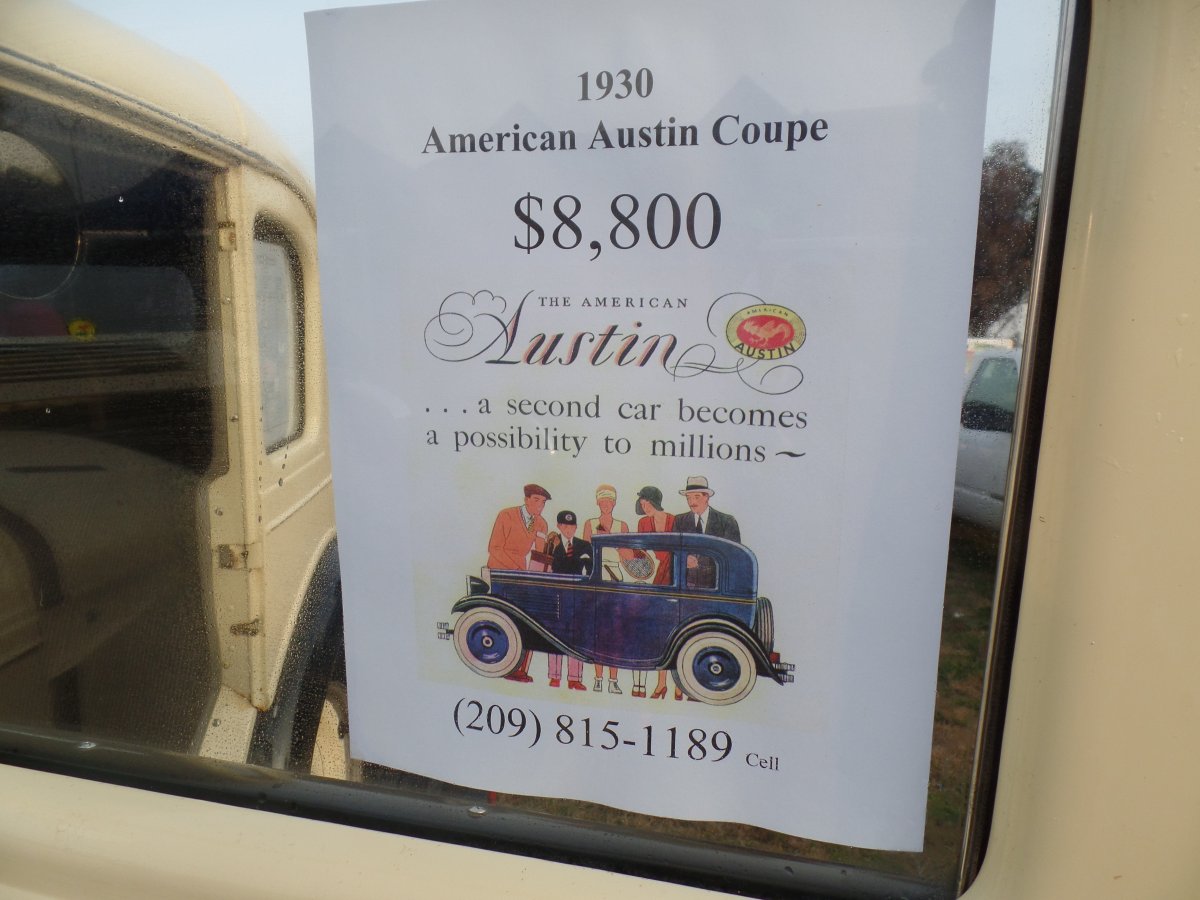 1930
American Austin Coupe
$8,800
THE AMERICAN
Austin
AMERICAN
AUSTIN
...a second car becomes
a possibility to millions~
(209) 815-1189 Cell